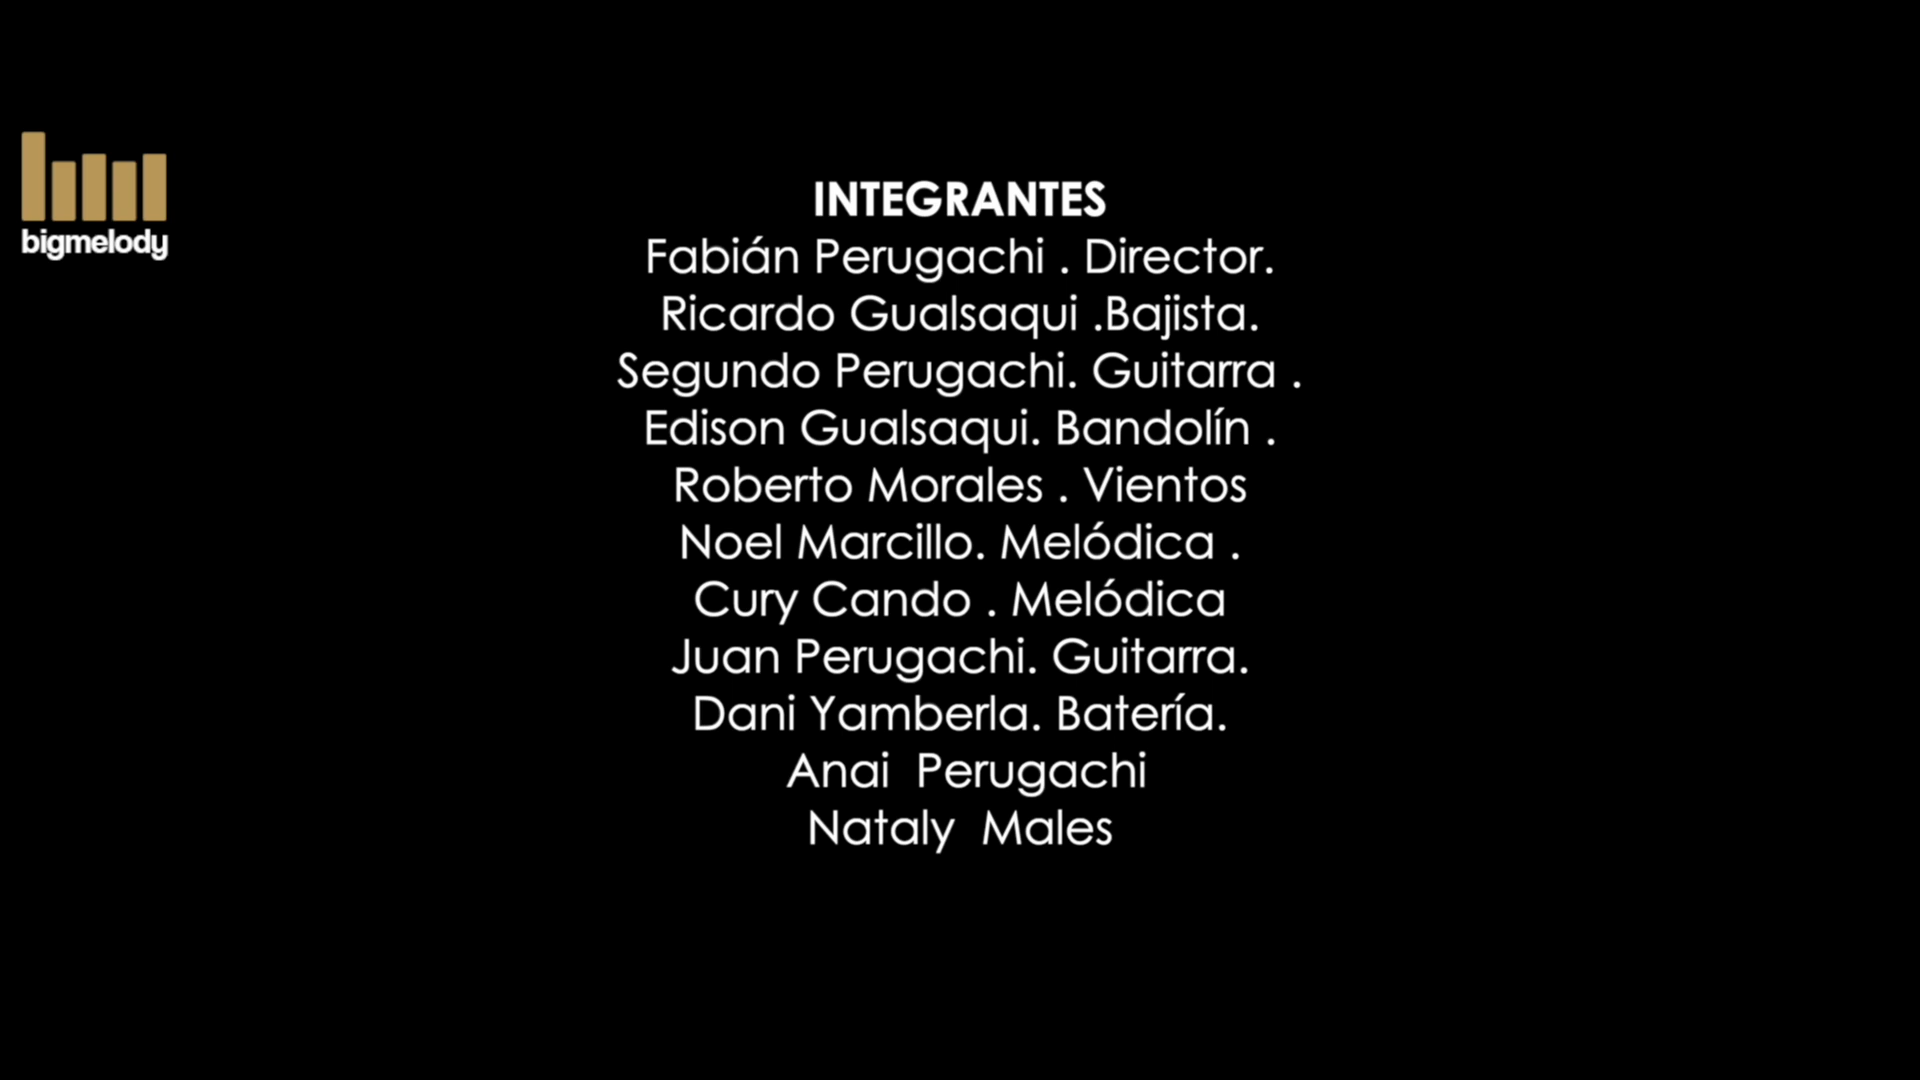 bigmelody
INTEGRANTES
Fabián Perugachi . Director.
Ricardo Gualsaqui .Bajista.
Segundo Perugachi. Guitarra .
Edison Gualsaqui. Bandolín .
Roberto Morales . Vientos
Noel Marcillo. Melódica .
Cury Cando . Melódica
Juan Perugachi. Guitarra.
Dani Yamberla. Batería.
Anai  Perugachi
Nataly  Males